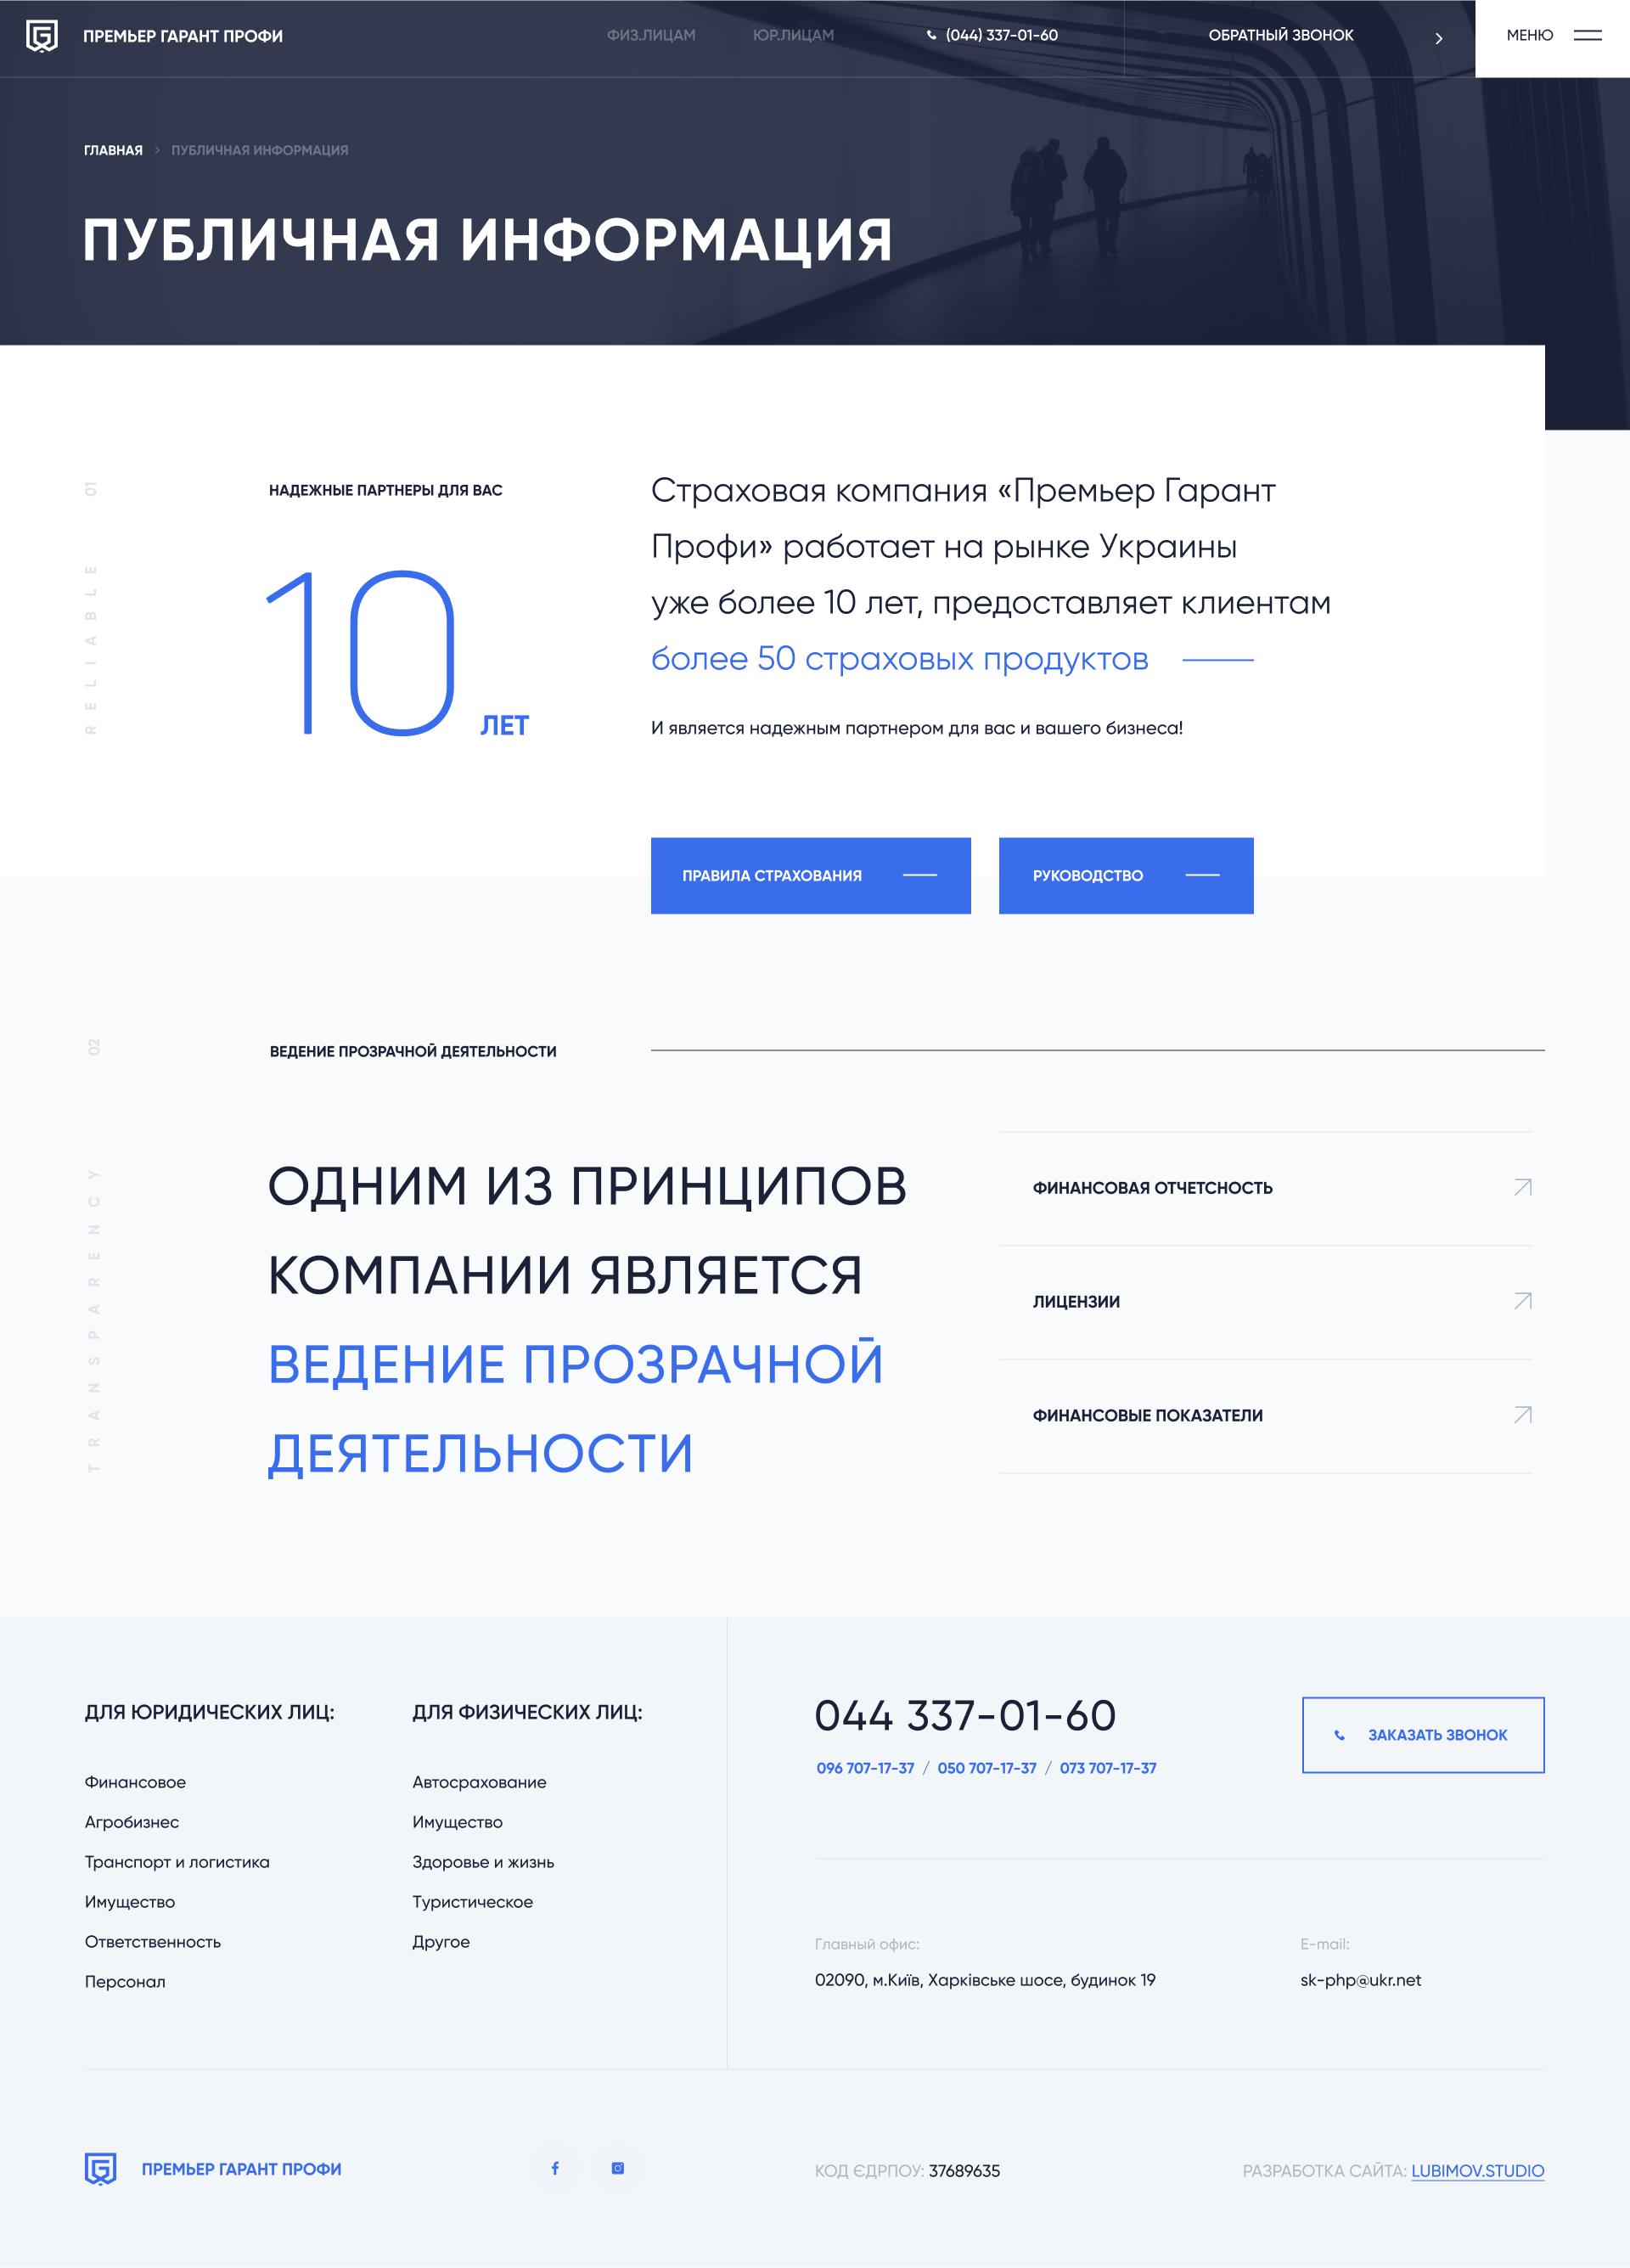 ПРЕМЬЕР ГАРАНТ ПРОФИ
ФИЗ.ЛИЦАМ
ЮР.ЛИЦАМ
(044) 337-01-60
ОБРАТНЫЙ ЗВОНОК
МЕНЮ
ГЛАВНАЯ > ПУБЛИЧНАЯ ИНФОРМАЦИЯ
ПУБЛИЧНАЯ ИНФОРМАЦИЯ
RELIABLE 01
НАДЕЖНЫЕ ПАРТНЕРЫ ДЛЯ ВАС
10 ЛЕТ
Страховая компания «Премьер Гарант
Профи» работает на рынке Украины
уже более 10 лет, предоставляет клиентам
более 50 страховых продуктов
И является надежным партнером для вас и вашего бизнеса!
ПРАВИЛА СТРАХОВАНИЯ
РУКОВОДСТВО
TRANSPARENCY 02
ВЕДЕНИЕ ПРОЗРАЧНОЙ ДЕЯТЕЛЬНОСТИ
ОДНИМ ИЗ ПРИНЦИПОВ
КОМПАНИИ ЯВЛЯЕТСЯ
ВЕДЕНИЕ ПРОЗРАЧНОЙ
ДЕЯТЕЛЬНОСТИ
ФИНАНСОВАЯ ОТЧЕТСНОСТЬ
ЛИЦЕНЗИИ
ФИНАНСОВЫЕ ПОКАЗАТЕЛИ
ДЛЯ ЮРИДИЧЕСКИХ ЛИЦ:
Финансовое
Агробизнес
Транспорт и логистика
Имущество
Ответственность
Персонал
ДЛЯ ФИЗИЧЕСКИХ ЛИЦ:
Автосрахование
Имущество
Здоровье и жизнь
Туристическое
Другое
044 337-01-60
096 707-17-37 / 050 707-17-37 / 073 707-17-37
ЗАКАЗАТЬ ЗВОНОК
Главный офис:
02090, м.Київ, Харківське шосе, будинок 19
E-mail:
sk-php@ukr.net
ПРЕМЬЕР ГАРАНТ ПРОФИ
КОД ЄДРПОУ: 37689635
РАЗРАБОТКА САЙТА: LUBIMOV.STUDIO